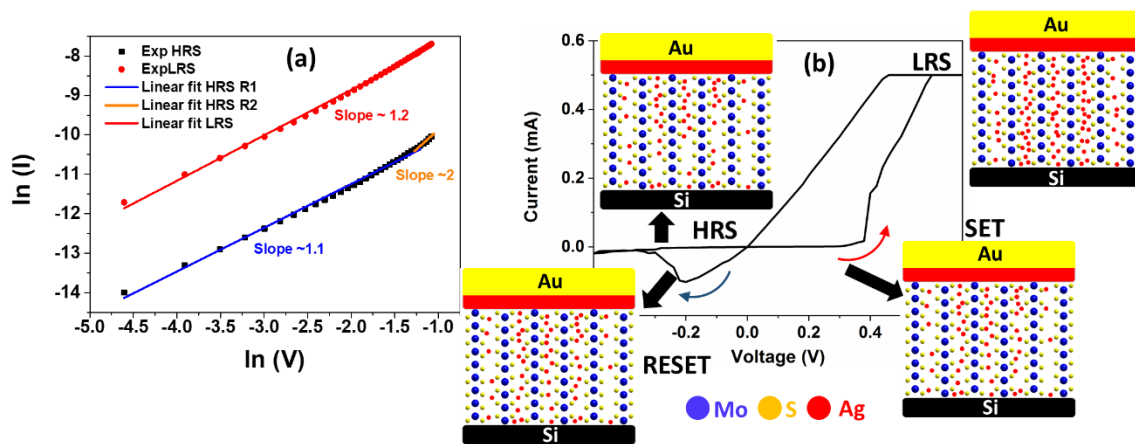 Exp HRS
ExpLRS
Linear fit HRS R1
Linear fit HRS R2
Linear fit LRS
(a)
Slope ~ 1.2
Slope ~2
Slope ~1.1
ln (I)
-8
-9
-10
-11
-12
-13
-14
-5.0 -4.5 -4.0 -3.5 -3.0 -2.5 -2.0 -1.5 -1.0
ln (V)
(b)
Current (mA)
0.6
0.4
0.2
0.0
-0.2 0.0 0.2 0.4
Voltage (V)
Au
Si
HRS
LRS
Au
Si
SET
Au
Si
RESET
Au
Si
Mo S Ag